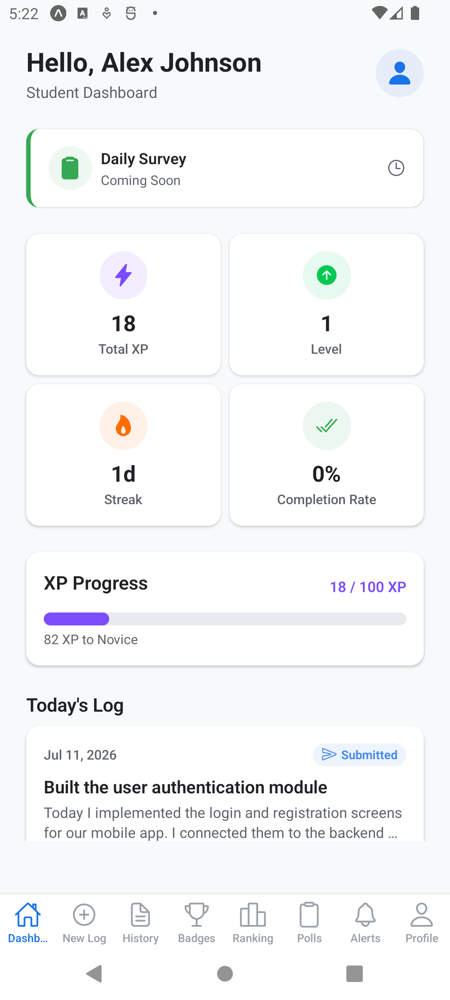 5:22
Hello, Alex Johnson
Student Dashboard
Daily Survey
Coming Soon
18
Total XP
1
Level
1d
Streak
0%
Completion Rate
XP Progress
18 / 100 XP
82 XP to Novice
Today's Log
Jul 11, 2026
Submitted
Built the user authentication module
Today I implemented the login and registration screens
for our mobile app. I connected them to the backend ...
Dashb...
New Log
History
Badges
Ranking
Polls
Alerts
Profile